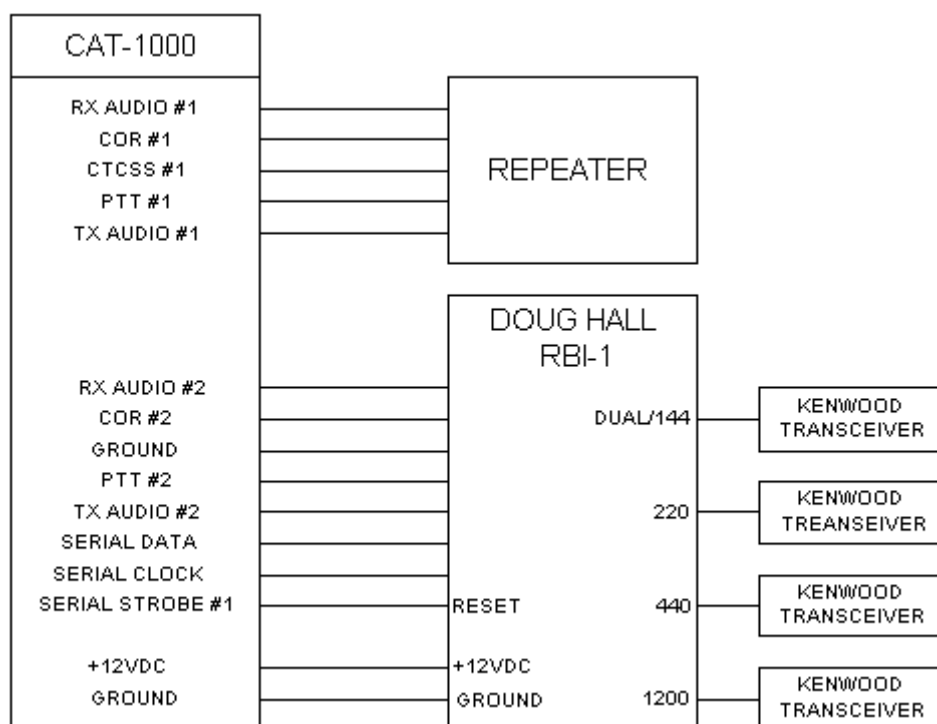 CAT-1000
RX AUDIO #1
COR #1
CTCSS #1
PTT #1
TX AUDIO #1
REPEATER
RX AUDIO #2
COR #2
GROUND
PTT #2
TX AUDIO #2
SERIAL DATA
SERIAL CLOCK
SERIAL STROBE #1
+12VDC
GROUND
DOUG HALL
RBI-1
DUAL/144
220
RESET
440
+12VDC
GROUND
1200
KENWOOD
TRANSCEIVER
KENWOOD
TREANSEIVER
KENWOOD
TRANSCEIVER
KENWOOD
TRANSCEIVER